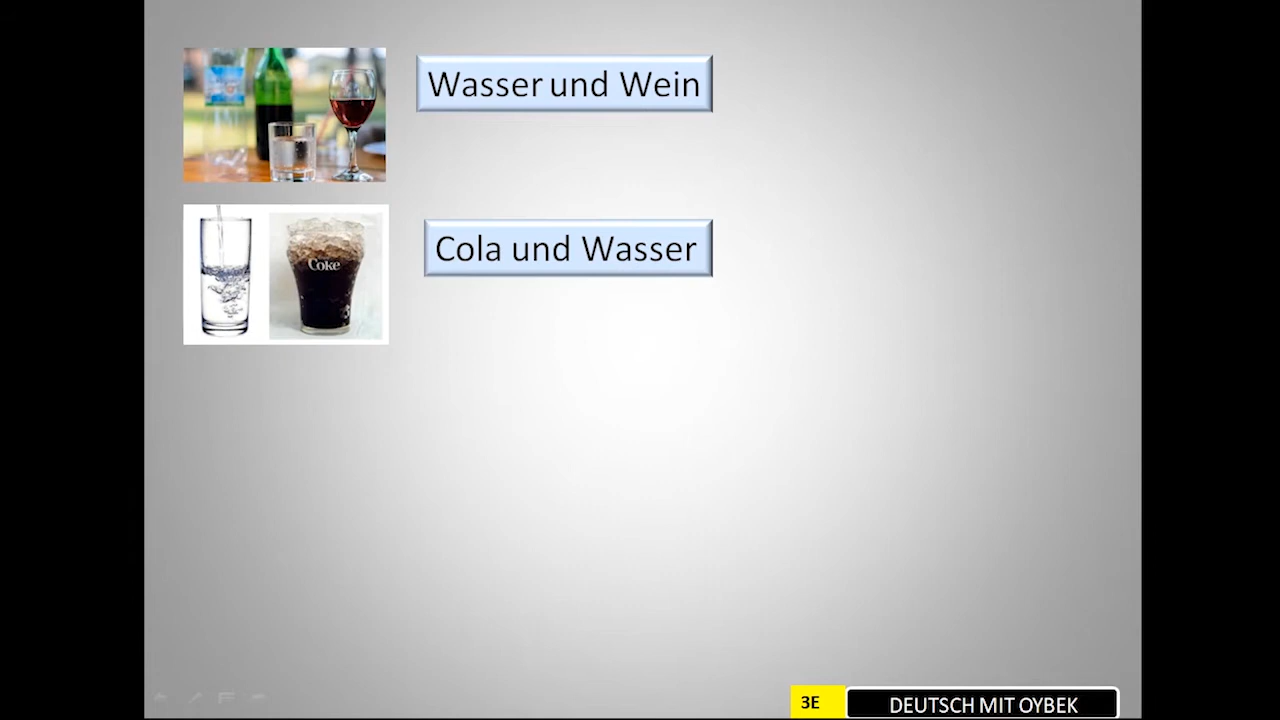 Wasser und Wein
Coke
Cola und Wasser
3E
DEUTSCH MIT OYBEK